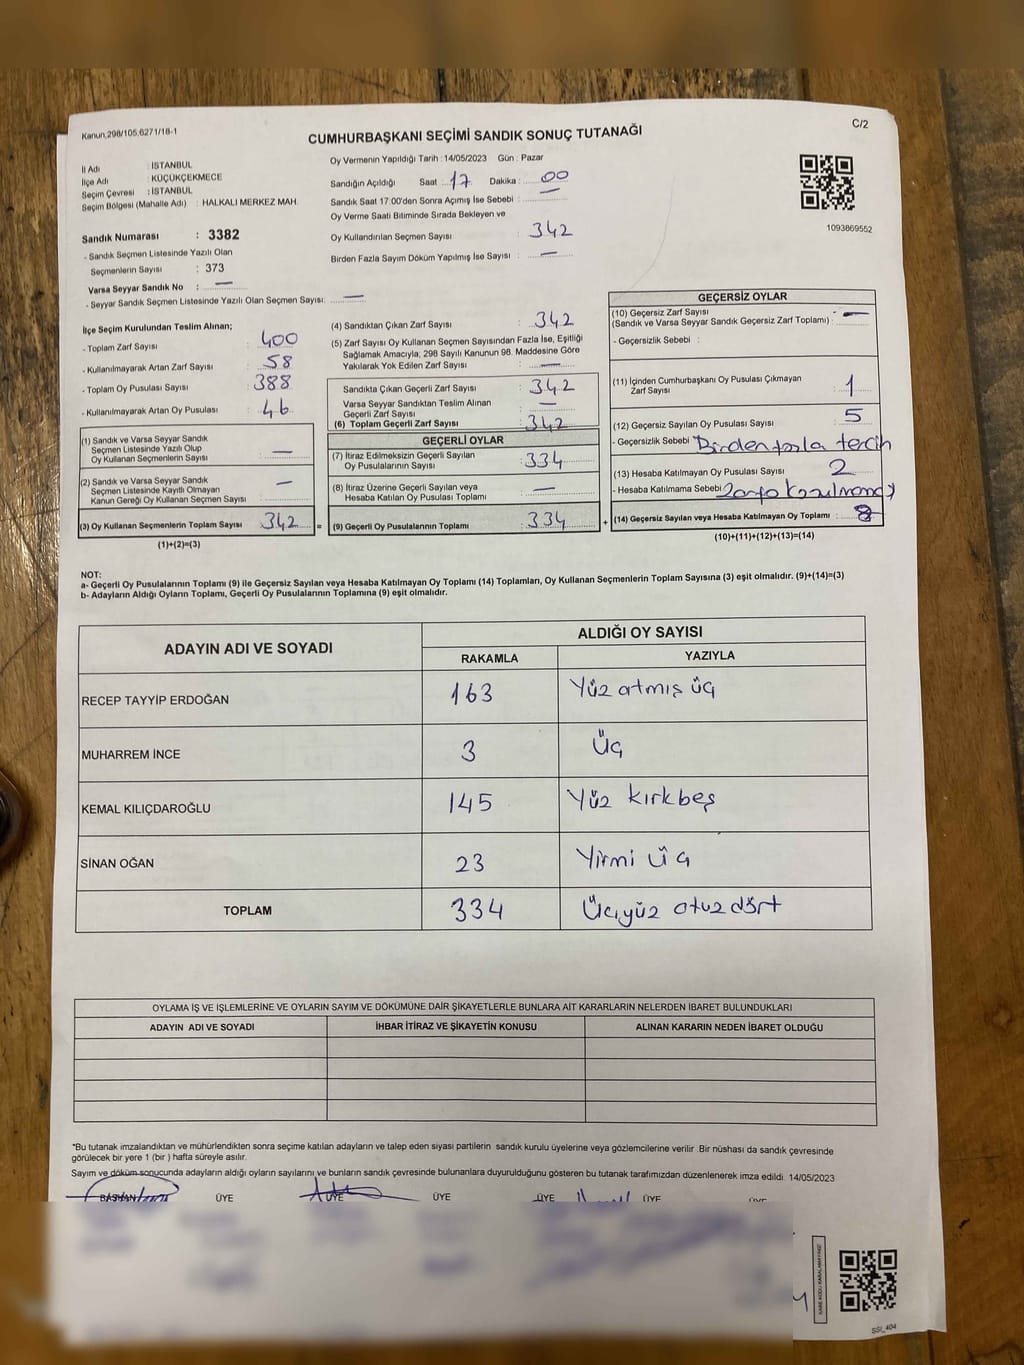 Kanun,298/105,6271/18-1
C/2
CUMHURBAŞKANI SEÇİMİ SANDIK SONUÇ TUTANAĞI
İl Adı : İSTANBUL
İlçe Adı : KÜÇÜKÇEKMECE
Seçim Çevresi : İSTANBUL
Seçim Bölgesi (Mahalle Adı) : HALKALI MERKEZ MAH.
Sandık Numarası : 3382
- Sandık Seçmen Listesinde Yazılı Olan
Seçmenlerin Sayısı : 373
Varsa Seyyar Sandık No : —
- Seyyar Sandık Seçmen Listesinde Yazılı Olan Seçmen Sayısı: —
Oy Vermenin Yapıldığı Tarih : 14/05/2023 Gün : Pazar
Sandığın Açıldığı Saat : 17 Dakika : 00
Sandık Saat 17:00'den Sonra Açımış İse Sebebi : —
Oy Verme Saati Bitiminde Sırada Bekleyen ve
Oy Kullandırılan Seçmen Sayısı : 342
Birden Fazla Sayım Döküm Yapılmış İse Sayısı : —
1093869552
İlçe Seçim Kurulundan Teslim Alınan;
- Toplam Zarf Sayısı : 400
- Kullanılmayarak Artan Zarf Sayısı : 58
- Toplam Oy Pusulası Sayısı : 388
- Kullanılmayarak Artan Oy Pusulası : 46
(1) Sandık ve Varsa Seyyar Sandık
Seçmen Listesinde Yazılı Olup
Oy Kullanan Seçmenlerin Sayısı : —
(2) Sandık ve Varsa Seyyar Sandık
Seçmen Listesinde Kayıtlı Olmayan
Kanun Gereği Oy Kullanan Seçmen Sayısı : —
(3) Oy Kullanan Seçmenlerin Toplam Sayısı : 342 =
(1)+(2)=(3)
(4) Sandıktan Çıkan Zarf Sayısı : 342
(5) Zarf Sayısı Oy Kullanan Seçmen Sayısından Fazla İse, Eşitliği
Sağlamak Amacıyla, 298 Sayılı Kanunun 98. Maddesine Göre
Yakılarak Yok Edilen Zarf Sayısı : —
Sandıkta Çıkan Geçerli Zarf Sayısı : 342
Varsa Seyyar Sandıktan Teslim Alınan
Geçerli Zarf Sayısı : —
(6) Toplam Geçerli Zarf Sayısı : 342
GEÇERLİ OYLAR
(7) İtiraz Edilmeksizin Geçerli Sayılan
Oy Pusulalarının Sayısı : 334
(8) İtiraz Üzerine Geçerli Sayılan veya
Hesaba Katılan Oy Pusulası Toplamı : —
(9) Geçerli Oy Pusulalarının Toplamı : 334 +
GEÇERSİZ OYLAR
(10) Geçersiz Zarf Sayısı
(Sandık ve Varsa Seyyar Sandık Geçersiz Zarf Toplamı) : —
- Geçersizlik Sebebi :
(11) İçinden Cumhurbaşkanı Oy Pusulası Çıkmayan
Zarf Sayısı : 1
(12) Geçersiz Sayılan Oy Pusulası Sayısı : 5
- Geçersizlik Sebebi : Birden fazla tercih
(13) Hesaba Katılmayan Oy Pusulası Sayısı : 2
- Hesaba Katılmama Sebebi :
(14) Geçersiz Sayılan veya Hesaba Katılmayan Oy Toplamı : 8
(10)+(11)+(12)+(13)=(14)
NOT:
a- Geçerli Oy Pusulalarının Toplamı (9) ile Geçersiz Sayılan veya Hesaba Katılmayan Oy Toplamı (14) Toplamları, Oy Kullanan Seçmenlerin Toplam Sayısına (3) eşit olmalıdır. (9)+(14)=(3)
b- Adayların Aldığı Oyların Toplamı, Geçerli Oy Pusulalarının Toplamına (9) eşit olmalıdır.
ADAYIN ADI VE SOYADI ALDIĞI OY SAYISI
RAKAMLA YAZIYLA
RECEP TAYYİP ERDOĞAN 163 Yüz atmış üç
MUHARREM İNCE 3 Üç
KEMAL KILIÇDAROĞLU 145 Yüz kırkbeş
SİNAN OĞAN 23 Yirmi üç
TOPLAM 334 Üçyüz otuzdört
OYLAMA İŞ VE İŞLEMLERİNE VE OYLARIN SAYIM VE DÖKÜMÜNE DAİR ŞİKAYETLERLE BUNLARA AİT KARARLARIN NELERDEN İBARET BULUNDUKLARI
ADAYIN ADI VE SOYADI İHBAR İTİRAZ VE ŞİKAYETİN KONUSU ALINAN KARARIN NEDEN İBARET OLDUĞU
*Bu tutanak imzalandıktan ve mühürlendikten sonra seçime katılan adayların ve talep eden siyasi partilerin sandık kurulu üyelerine veya gözlemcilerine verilir. Bir nüshası da sandık çevresinde
görülecek bir yere 1 (bir ) hafta süreyle asılır.
Sayım ve döküm sonucunda adayların aldığı oyların sayılarını ve bunların sandık çevresinde bulunanlara duyurulduğunu gösteren bu tutanak tarafımızdan düzenlenerek imza edildi. 14/05/2023
BAŞKAN ÜYE ÜYE ÜYE ÜYE ÜYE ÜYE
SSI_404